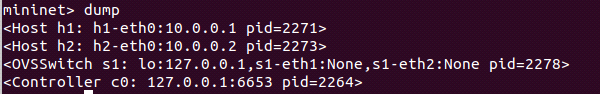 mininet> dump
<Host h1: h1-eth0:10.0.0.1 pid=2271>
<Host h2: h2-eth0:10.0.0.2 pid=2273>
<OVSSwitch s1: lo:127.0.0.1,s1-eth1:None,s1-eth2:None pid=2278>
<Controller c0: 127.0.0.1:6653 pid=2264>